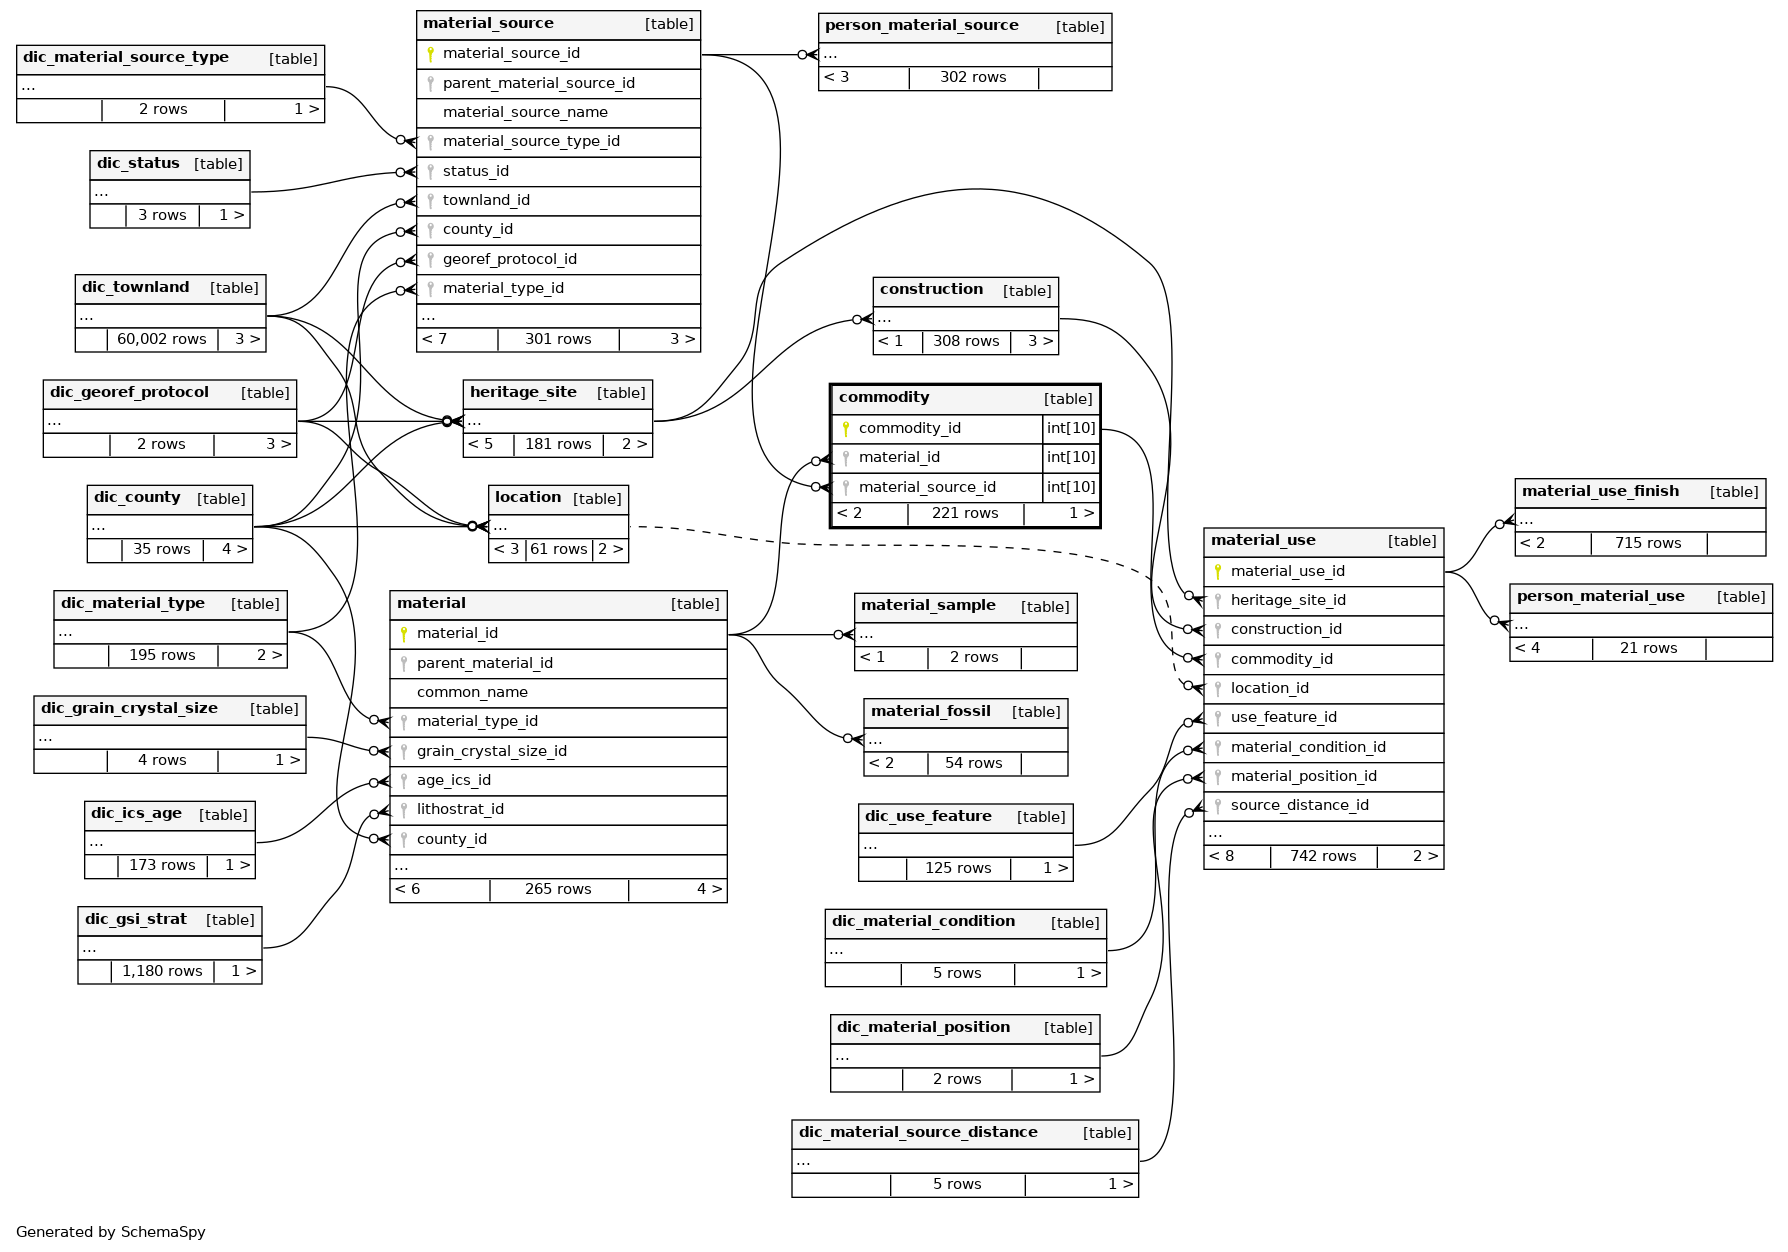 material_source [table]
material_source_id
parent_material_source_id
material_source_name
material_source_type_id
status_id
townland_id
county_id
georef_protocol_id
material_type_id
...
< 7 301 rows 3 >
person_material_source [table]
...
< 3 302 rows
dic_material_source_type [table]
...
2 rows 1 >
dic_status [table]
...
3 rows 1 >
dic_townland [table]
...
60,002 rows 3 >
construction [table]
...
< 1 308 rows 3 >
dic_georef_protocol [table]
...
2 rows 3 >
heritage_site [table]
...
< 5 181 rows 2 >
commodity [table]
commodity_id int[10]
material_id int[10]
material_source_id int[10]
< 2 221 rows 1 >
dic_county [table]
...
35 rows 4 >
location [table]
...
< 3 61 rows 2 >
material_use_finish [table]
...
< 2 715 rows
material_use [table]
material_use_id
heritage_site_id
construction_id
commodity_id
location_id
use_feature_id
material_condition_id
material_position_id
source_distance_id
...
< 8 742 rows 2 >
person_material_use [table]
...
< 4 21 rows
dic_material_type [table]
...
195 rows 2 >
material [table]
material_id
parent_material_id
common_name
material_type_id
grain_crystal_size_id
age_ics_id
lithostrat_id
county_id
...
< 6 265 rows 4 >
material_sample [table]
...
< 1 2 rows
dic_grain_crystal_size [table]
...
4 rows 1 >
material_fossil [table]
...
< 2 54 rows
dic_ics_age [table]
...
173 rows 1 >
dic_use_feature [table]
...
125 rows 1 >
dic_gsi_strat [table]
...
1,180 rows 1 >
dic_material_condition [table]
...
5 rows 1 >
dic_material_position [table]
...
2 rows 1 >
dic_material_source_distance [table]
...
5 rows 1 >
Generated by SchemaSpy